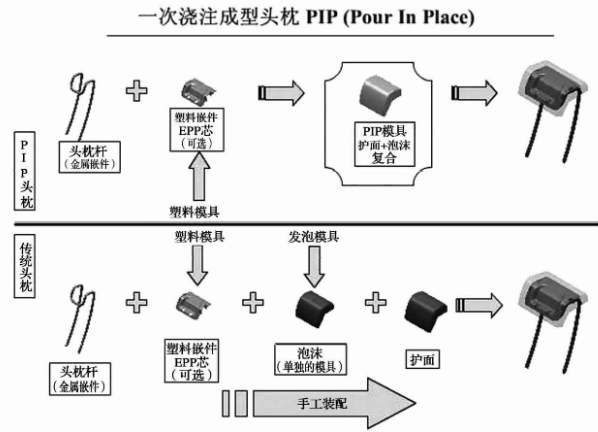 一次浇注成型头枕 PIP (Pour In Place)
PIP头枕
头枕杆
（金属嵌件）
塑料嵌件
EPP芯
（可选）
塑料模具
PIP模具
护面+泡沫
复合
传统头枕
塑料模具
发泡模具
头枕杆
（金属嵌件）
塑料嵌件
EPP芯
（可选）
泡沫
（单独的模具）
护面
手工装配